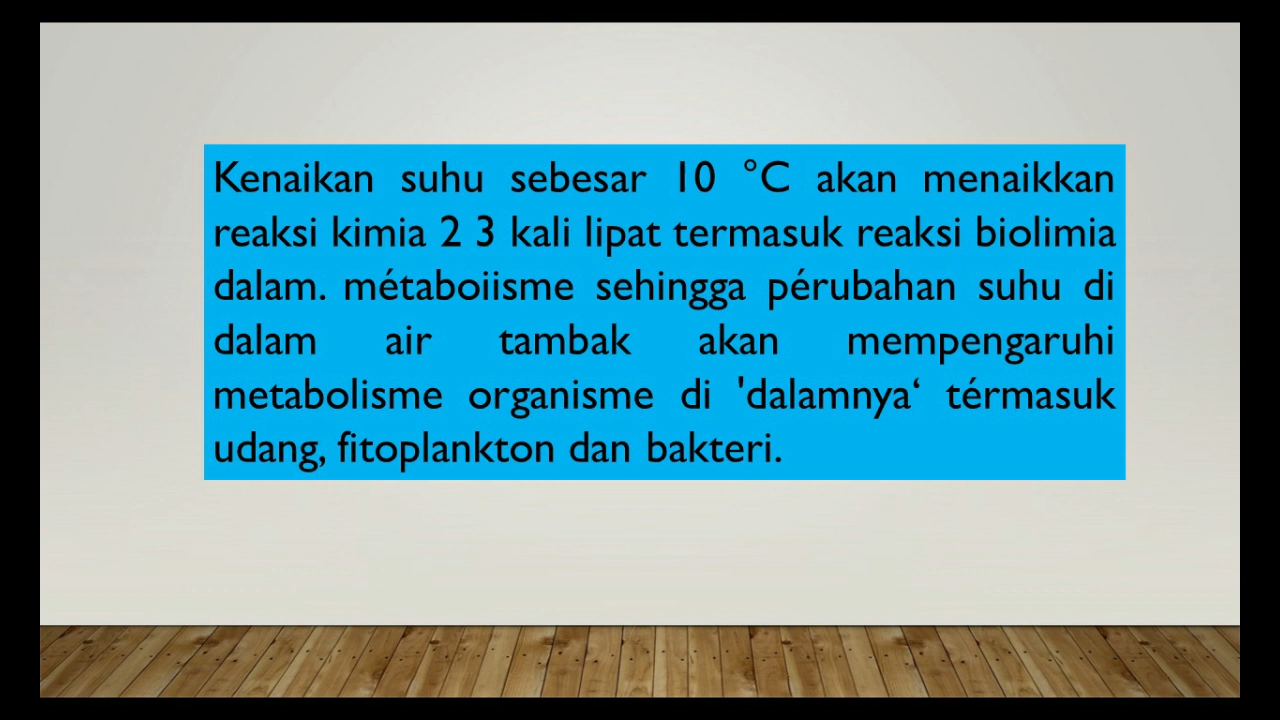 Kenaikan suhu sebesar 10 °C akan menaikkan
reaksi kimia 2 3 kali lipat termasuk reaksi biolimia
dalam. métaboiisme sehingga pérubahan suhu di
dalam air tambak akan mempengaruhi
metabolisme organisme di 'dalamnya‘ térmasuk
udang, fitoplankton dan bakteri.